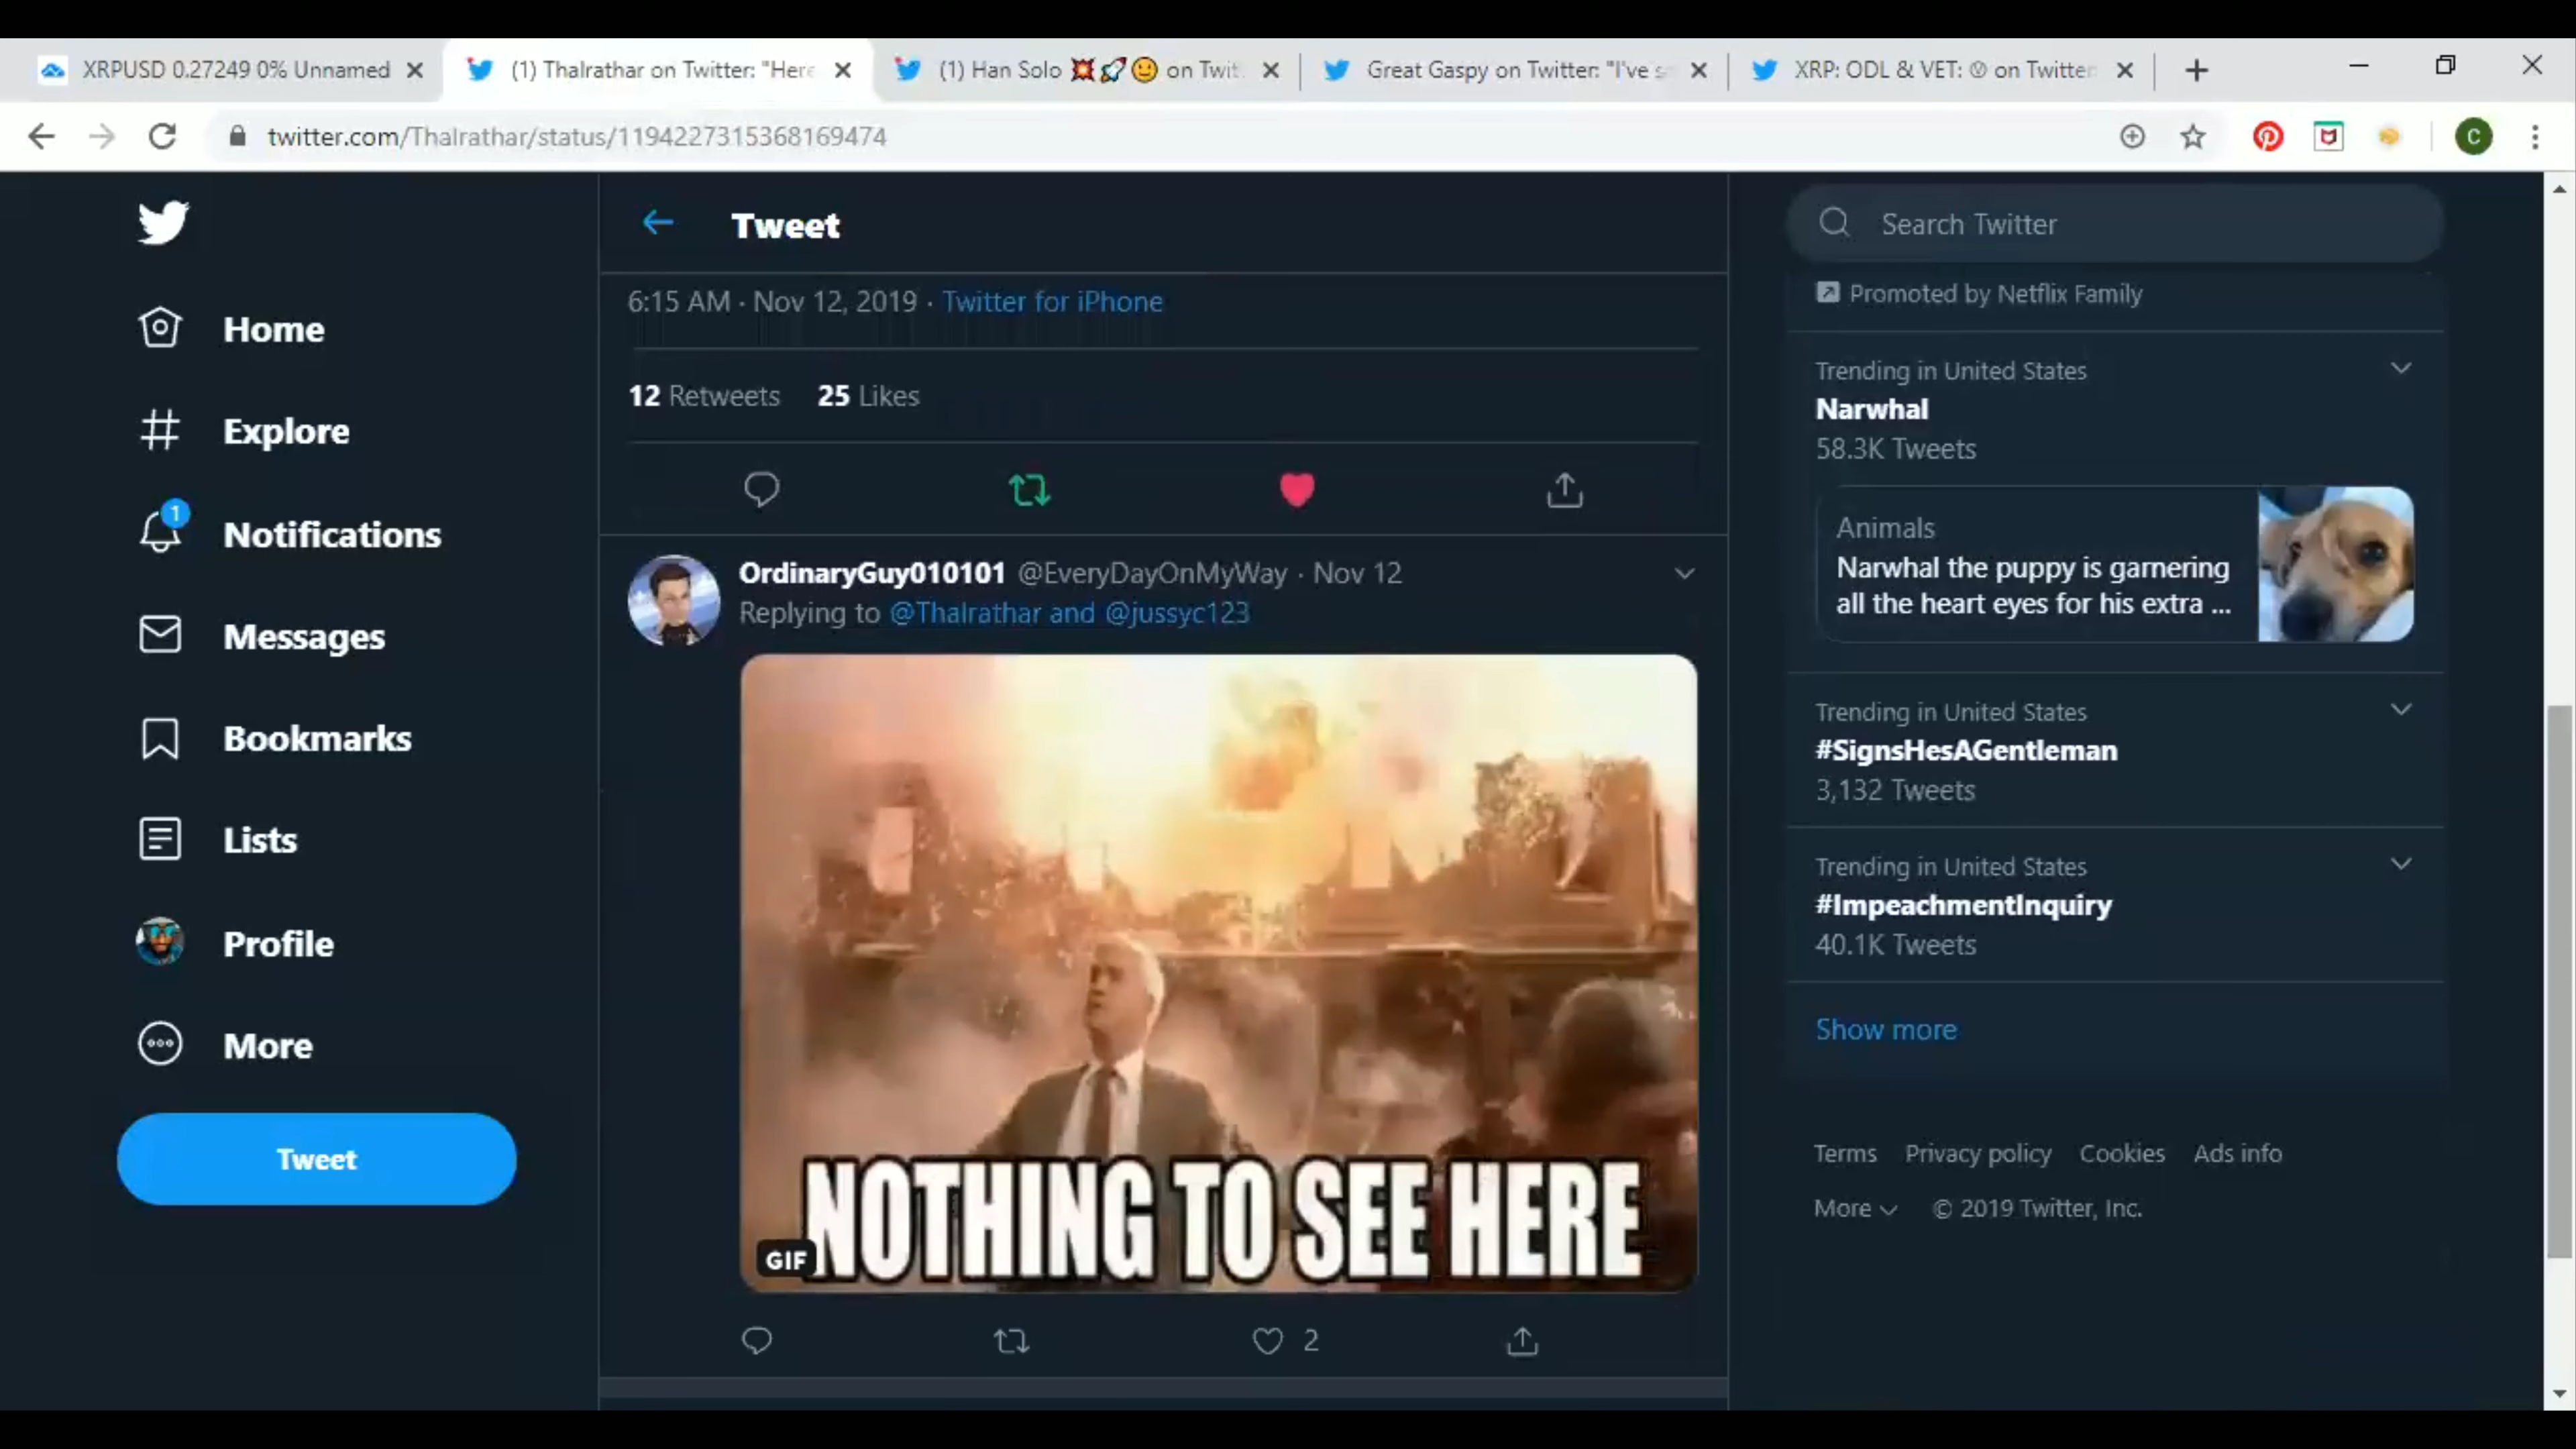 XRPUSD 0.27249 0% Unnamed
(1) Thalrathar on Twitter: "Here
(1) Han Solo 💥🚀🙂 on Twit
Great Gaspy on Twitter: "I've s
XRP: ODL & VET: Ⓥ on Twitter
twitter.com/Thalrathar/status/1194227315368169474
C
Home
Explore
1
Notifications
Messages
Bookmarks
Lists
Profile
More
Tweet
Tweet
6:15 AM · Nov 12, 2019 · Twitter for iPhone
12 Retweets 25 Likes
OrdinaryGuy010101 @EveryDayOnMyWay · Nov 12
Replying to @Thalrathar and @jussyc123
NOTHING TO SEE HERE
GIF
2
Search Twitter
Promoted by Netflix Family
Trending in United States
Narwhal
58.3K Tweets
Animals
Narwhal the puppy is garnering
all the heart eyes for his extra ...
Trending in United States
#SignsHesAGentleman
3,132 Tweets
Trending in United States
#ImpeachmentInquiry
40.1K Tweets
Show more
Terms Privacy policy Cookies Ads info
More © 2019 Twitter, Inc.